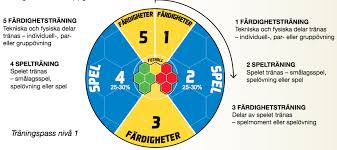 5 FÄRDIGHETSTRÄNING
Tekniska och fysiska delar
tränas – individuell-, par-
eller gruppövning
4 SPELTRÄNING
Spelet tränas
– smålagsspel,
spelövning
eller spelövning
Träningspass nivå 1
FÄRDIGHETER
FÄRDIGHETER
5
1
FOTBOLL
SPEL
4
25-30%
2
25-30%
SPEL
3
FÄRDIGHETER
1 FÄRDIGHETSTRÄNING
Tekniska och fysiska delar
tränas – individuell-, par-
eller gruppövning
2 SPELTRÄNING
Spelet tränas
– smålagsspel
eller spelövning
3 FÄRDIGHETSTRÄNING
Delar av spelet tränas
– spelmoment eller spelövning